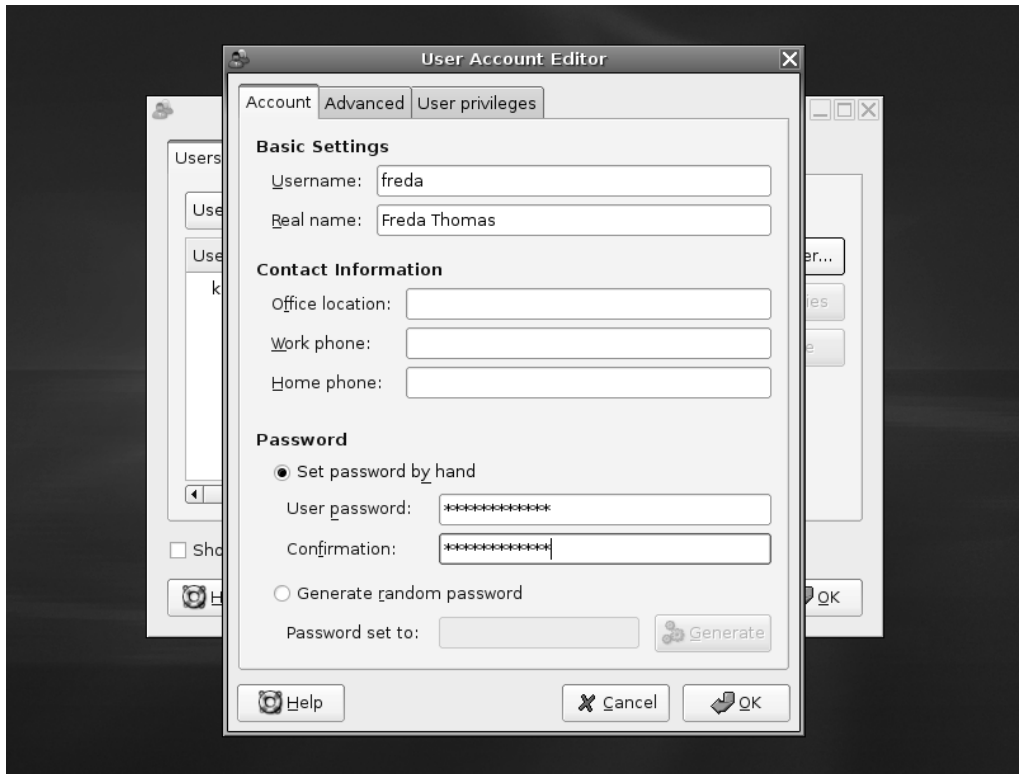 User Account Editor
Account Advanced User privileges
Users
Basic Settings
Username: freda
Real name: Freda Thomas
Contact Information
Office location:
Work phone:
Home phone:
Password
Set password by hand
User password: *************
Confirmation: *************
Generate random password
Password set to: Generate
OK
Help Cancel OK